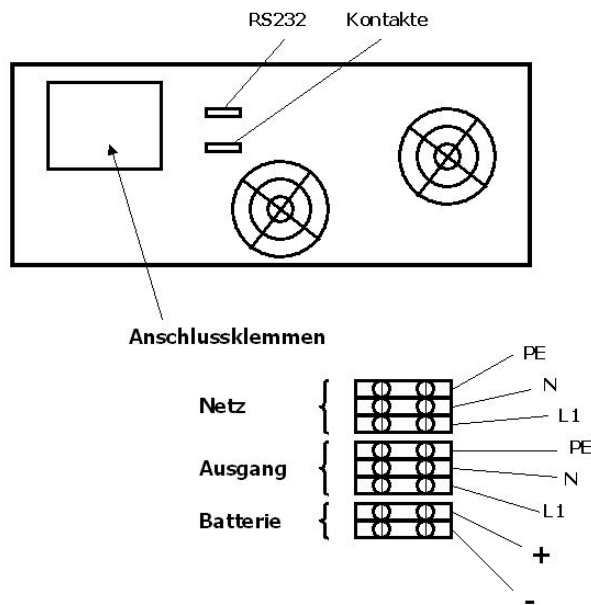 RS232 Kontakte
Anschlussklemmen
PE
Netz
N
L1
PE
Ausgang
N
L1
Batterie
+
-